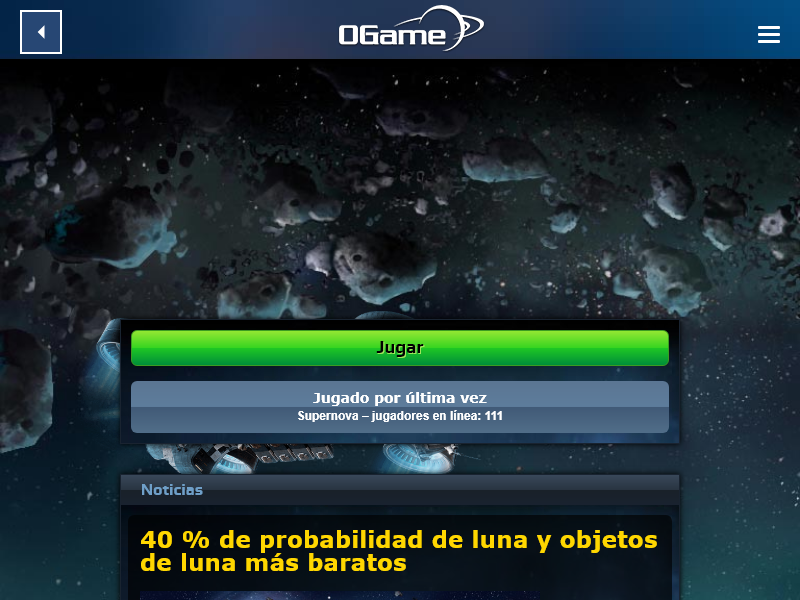 OGame
Jugar
Jugado por última vez
Supernova – jugadores en línea: 111
Noticias
40 % de probabilidad de luna y objetos
de luna más baratos